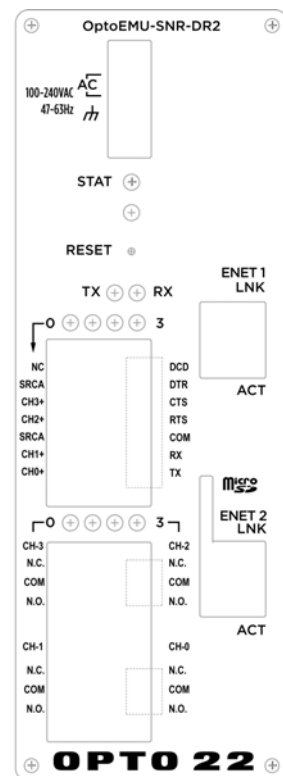 OptoEMU-SNR-DR2
100-240VAC AC
47-63Hz
STAT
RESET
TX RX
ENET 1
LNK
ACT
0 3
NC DCD
SRCA DTR
CH3+ CTS
CH2+ RTS
SRCA COM
CH1+ RX
CH0+ TX
Micro SD
ENET 2
LNK
ACT
0 3
CH-3 CH-2
N.C. N.C.
COM COM
N.O. N.O.
CH-1 CH-0
N.C. N.C.
COM COM
N.O. N.O.
OPTO 22